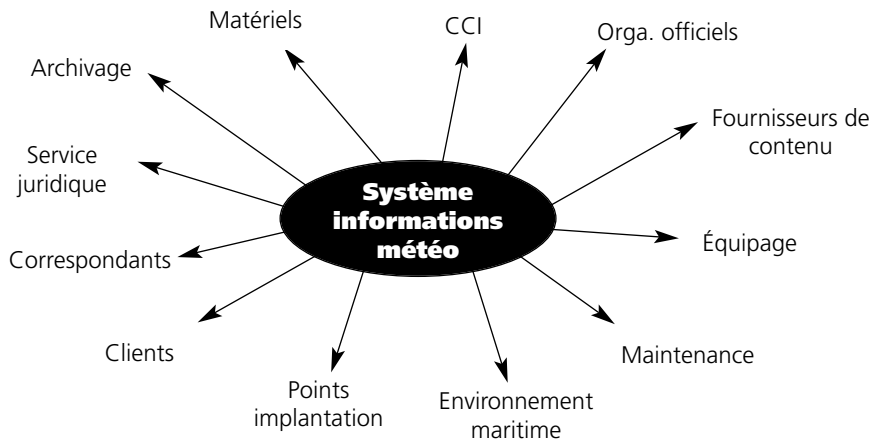 Matériels
CCI
Orga. officiels
Archivage
Fournisseurs de
contenu
Service
juridique
Système
informations
météo
Équipage
Correspondants
Clients
Maintenance
Points
implantation
Environnement
maritime